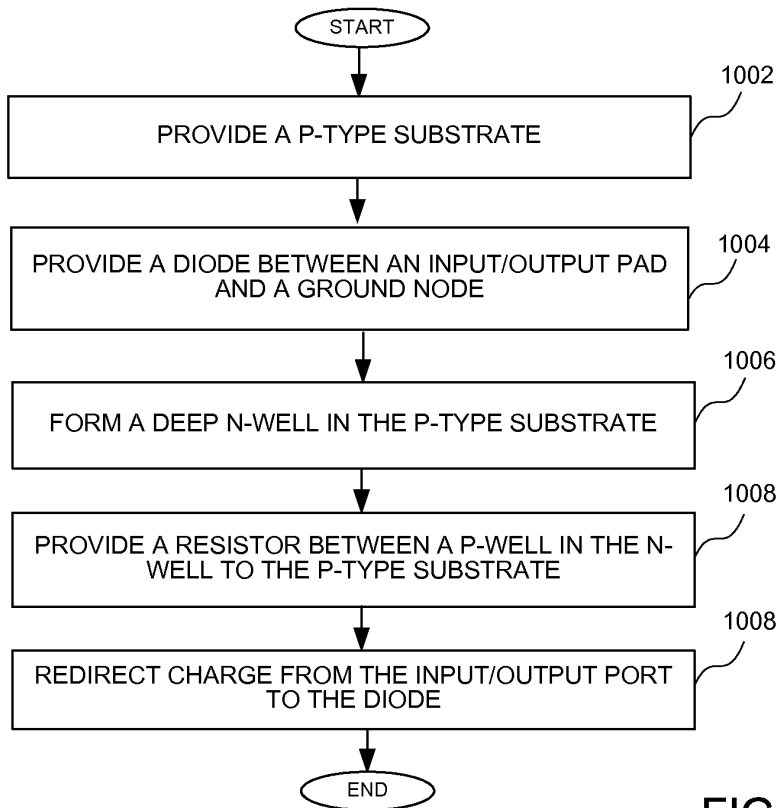 START
1002
PROVIDE A P-TYPE SUBSTRATE
1004
PROVIDE A DIODE BETWEEN AN INPUT/OUTPUT PAD
AND A GROUND NODE
1006
FORM A DEEP N-WELL IN THE P-TYPE SUBSTRATE
1008
PROVIDE A RESISTOR BETWEEN A P-WELL IN THE N-
WELL TO THE P-TYPE SUBSTRATE
1008
REDIRECT CHARGE FROM THE INPUT/OUTPUT PORT
TO THE DIODE
END
FIG